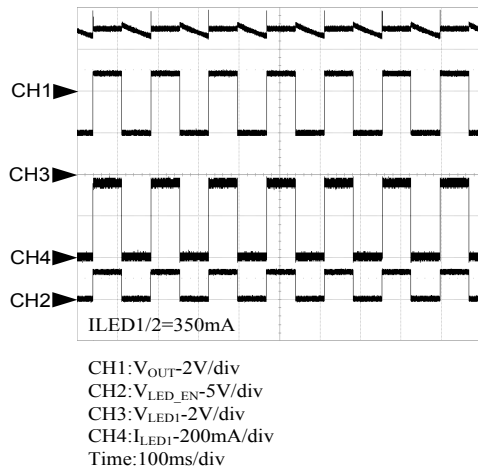 CH1
CH3
CH4
CH2
ILED1/2=350mA
CH1:VOUT-2V/div
CH2:VLED_EN-5V/div
CH3:VLED1-2V/div
CH4:ILED1-200mA/div
Time:100ms/div